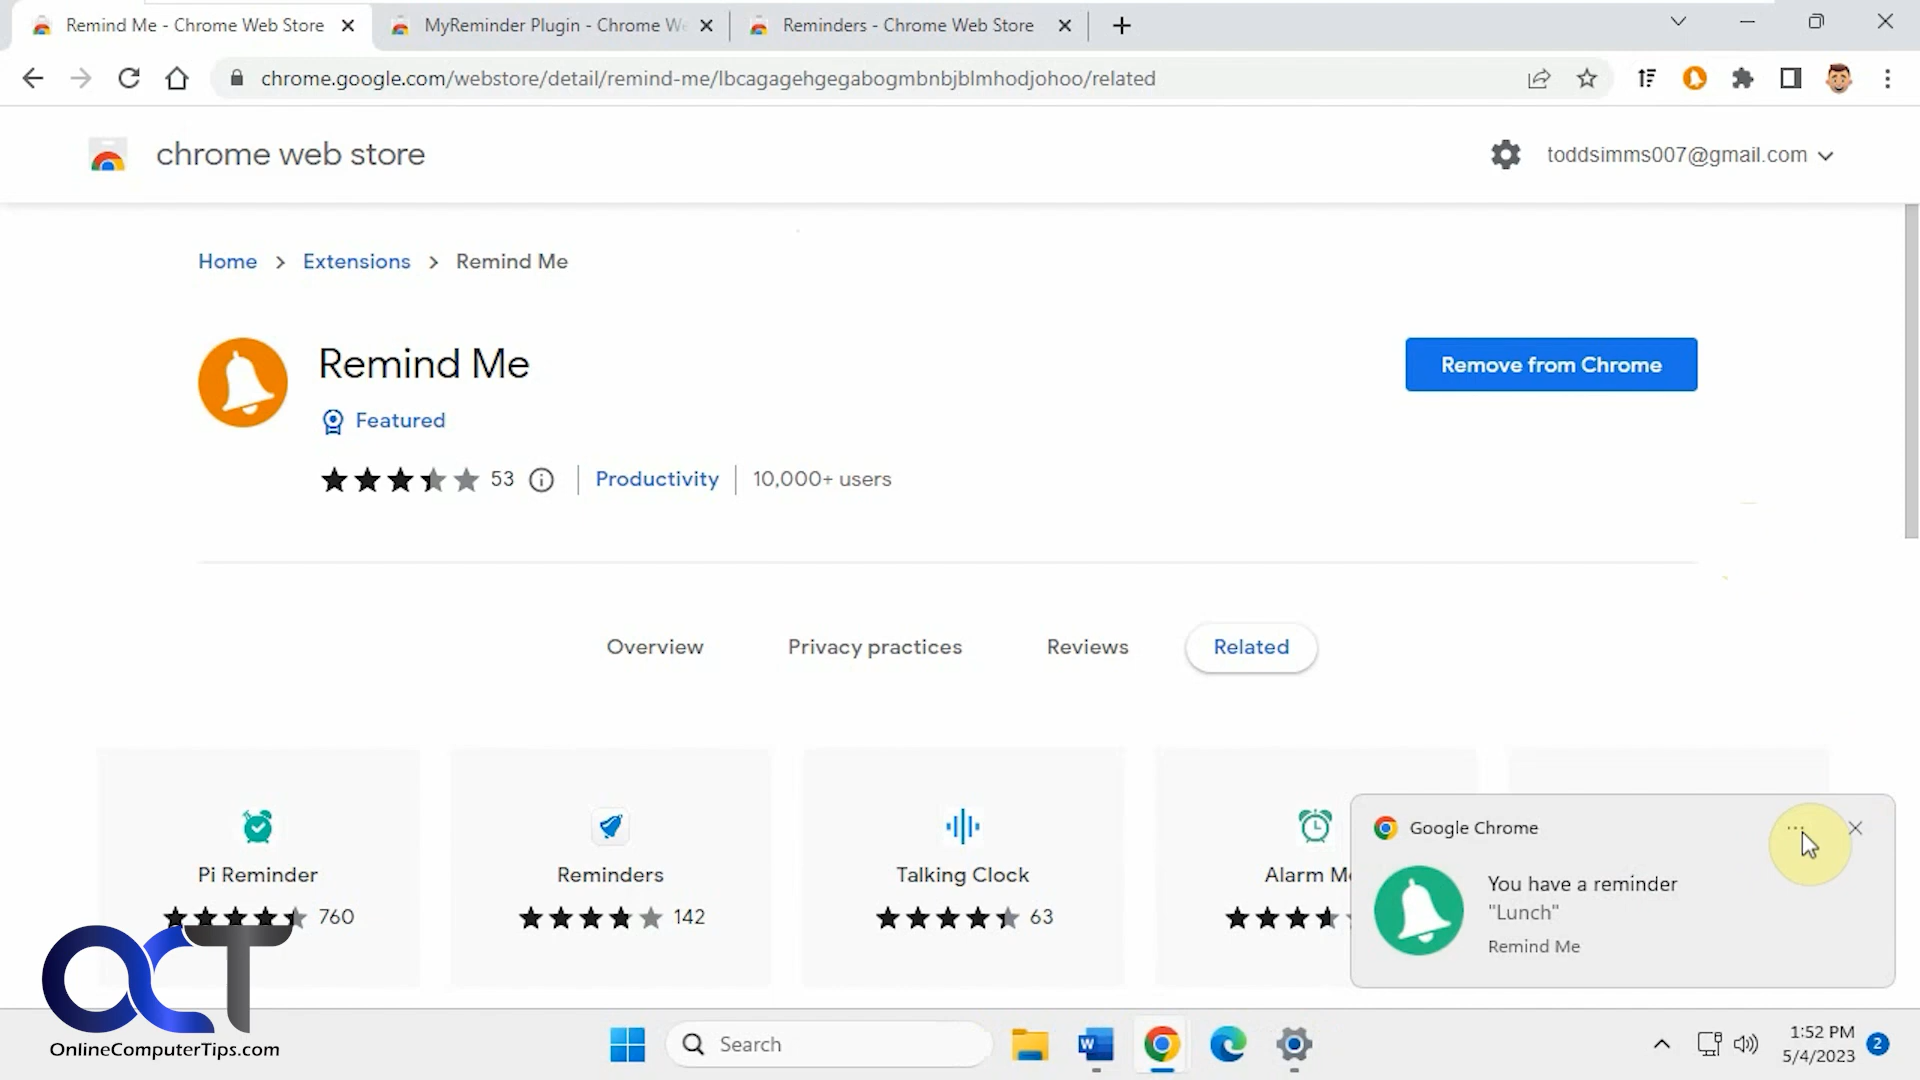 Remind Me - Chrome Web Store
MyReminder Plugin - Chrome We
Reminders - Chrome Web Store
chrome.google.com/webstore/detail/remind-me/lbcagagehgegabogmbnbjblmhodjohoo/related
chrome web store
toddsimms007@gmail.com
Home > Extensions > Remind Me
Remind Me
Remove from Chrome
Featured
53
Productivity
10,000+ users
Overview
Privacy practices
Reviews
Related
Pi Reminder
760
Reminders
142
Talking Clock
63
Alarm M
Google Chrome
You have a reminder
"Lunch"
Remind Me
OCT
OnlineComputerTips.com
Search
1:52 PM
5/4/2023
2